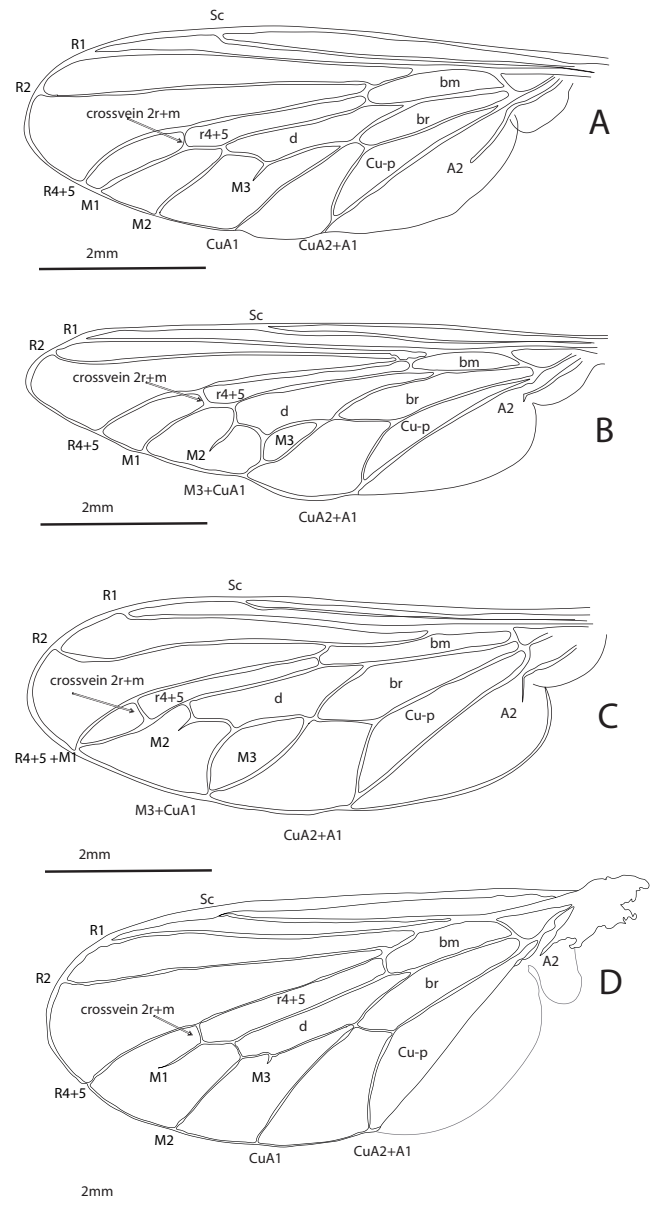 Sc
R1
R2
bm
crossvein 2r+m
r4+5
d
br
A
Cu-p
A2
M3
R4+5
M1
M2
CuA1
CuA2+A1
2mm
Sc
R1
R2
bm
crossvein 2r+m
r4+5
d
br
A2
B
Cu-p
M3
R4+5
M1
M2
M3+CuA1
CuA2+A1
2mm
Sc
R1
R2
bm
crossvein 2r+m
r4+5
d
br
Cu-p
A2
C
M2
M3
R4+5 +M1
M3+CuA1
CuA2+A1
2mm
Sc
R1
R2
bm
A2
D
r4+5
br
crossvein 2r+m
d
Cu-p
M1
M3
R4+5
M2
CuA1
CuA2+A1
2mm